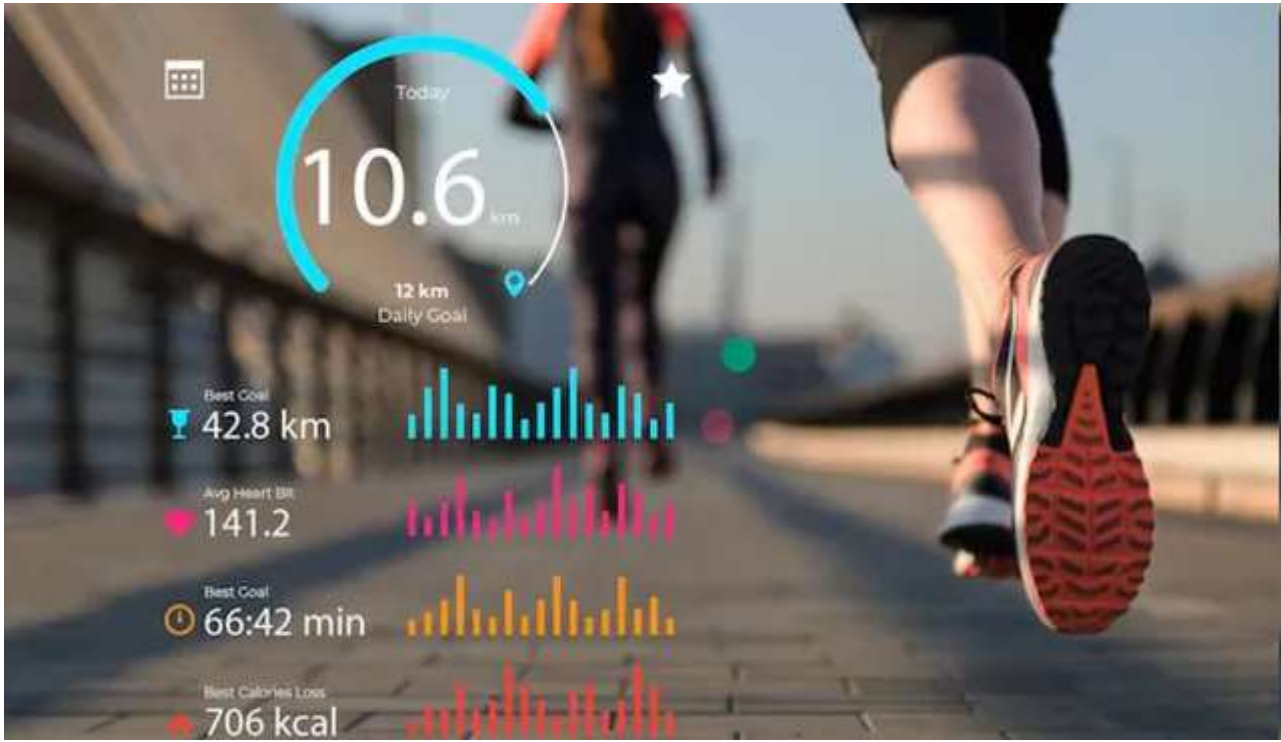 Today
10.6 km
12 km
Daily Goal
Best Goal
42.8 km
Avg Heart Bit
141.2
Best Goal
66:42 min
Best Calories Loss
706 kcal